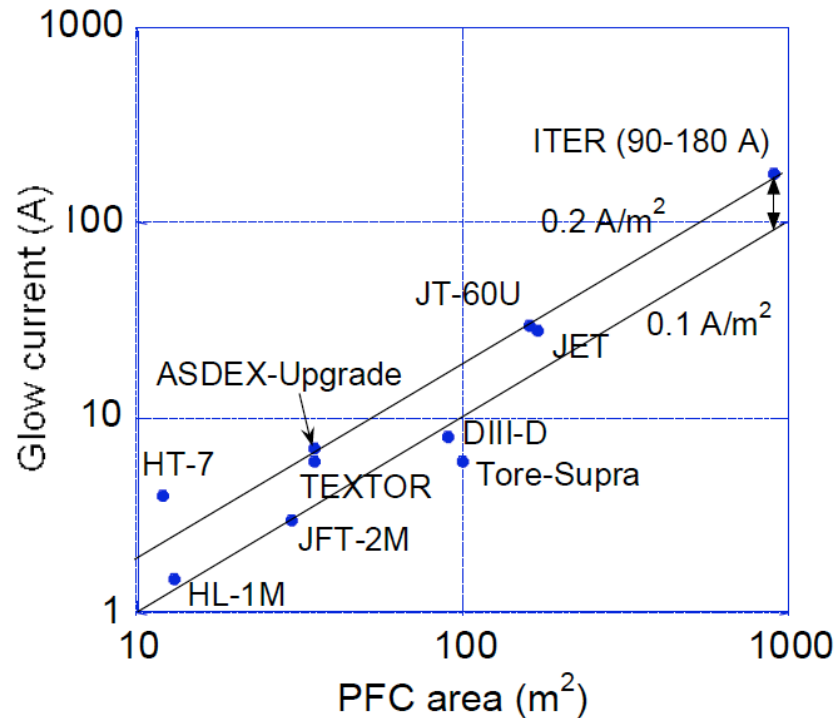 1000
ITER (90-180 A)
100
0.2 A/m²
JT-60U
0.1 A/m²
JET
ASDEX-Upgrade
10
DIII-D
HT-7
TEXTOR
Tore-Supra
JFT-2M
HL-1M
1
10
100
1000
Glow current (A)
PFC area (m²)